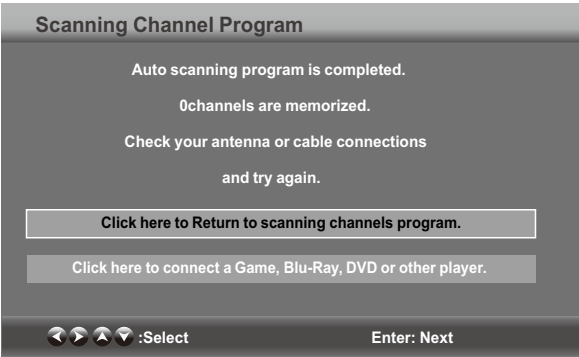 Scanning Channel Program
Auto scanning program is completed.
0channels are memorized.
Check your antenna or cable connections
and try again.
Click here to Return to scanning channels program.
Click here to connect a Game, Blu-Ray, DVD or other player.
:Select Enter: Next